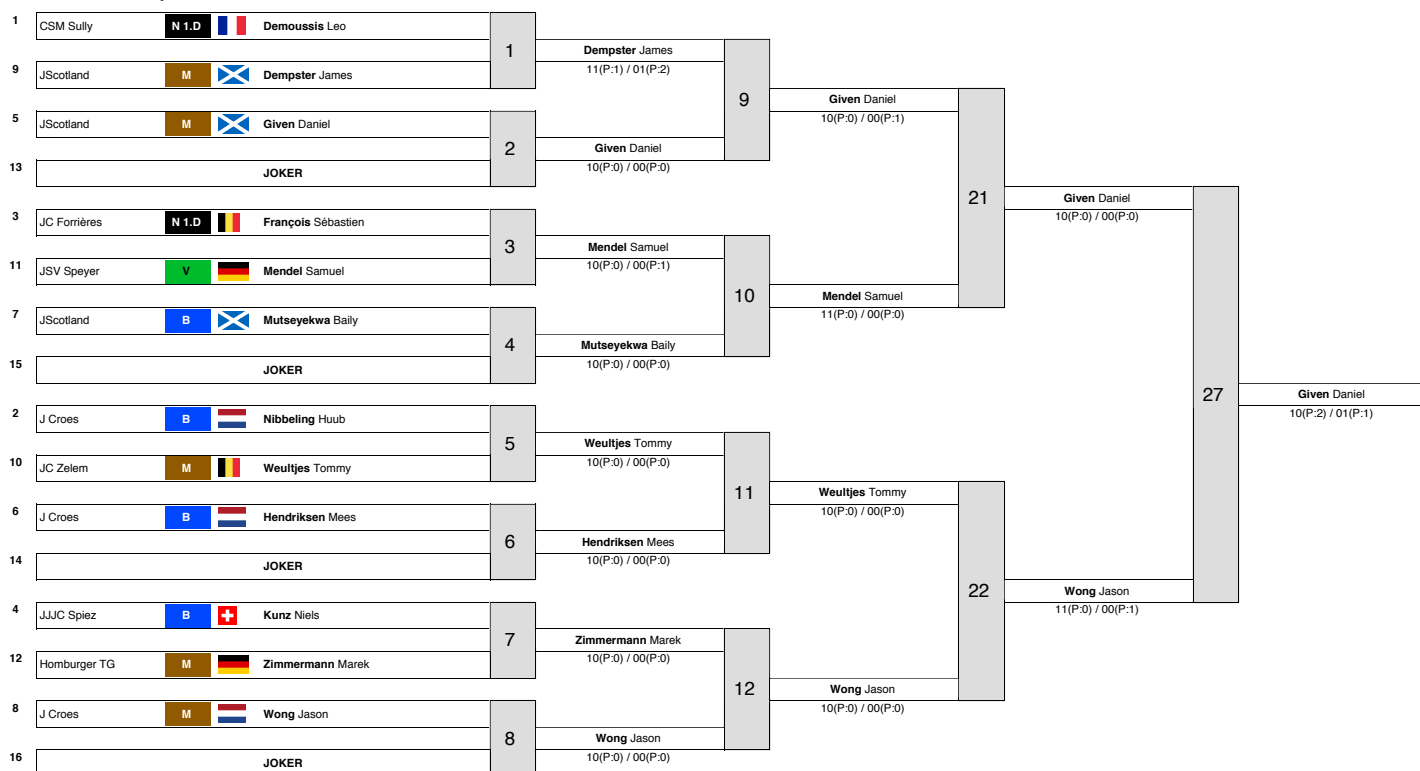 1 CSM Sully N 1.D Demoussis Leo
1
Dempster James
11(P:1) / 01(P:2)
9 JScotland M Dempster James
9
Given Daniel
10(P:0) / 00(P:1)
5 JScotland M Given Daniel
2
Given Daniel
10(P:0) / 00(P:0)
13 JOKER
21
Given Daniel
10(P:0) / 00(P:0)
3 JC Forrières N 1.D François Sébastien
3
Mendel Samuel
10(P:0) / 00(P:1)
11 JSV Speyer V Mendel Samuel
10
Mendel Samuel
11(P:0) / 00(P:0)
7 JScotland B Mutseyekwa Baily
4
Mutseyekwa Baily
10(P:0) / 00(P:0)
15 JOKER
27
Given Daniel
10(P:2) / 01(P:1)
2 J Croes B Nibbeling Huub
5
Weultjes Tommy
10(P:0) / 00(P:0)
10 JC Zelem M Weultjes Tommy
11
Weultjes Tommy
10(P:0) / 00(P:0)
6 J Croes B Hendriksen Mees
6
Hendriksen Mees
10(P:0) / 00(P:0)
14 JOKER
22
Wong Jason
11(P:0) / 00(P:1)
4 JJJC Spiez B Kunz Niels
7
Zimmermann Marek
10(P:0) / 00(P:0)
12 Homburger TG M Zimmermann Marek
12
Wong Jason
10(P:0) / 00(P:0)
8 J Croes M Wong Jason
8
Wong Jason
10(P:0) / 00(P:0)
16 JOKER